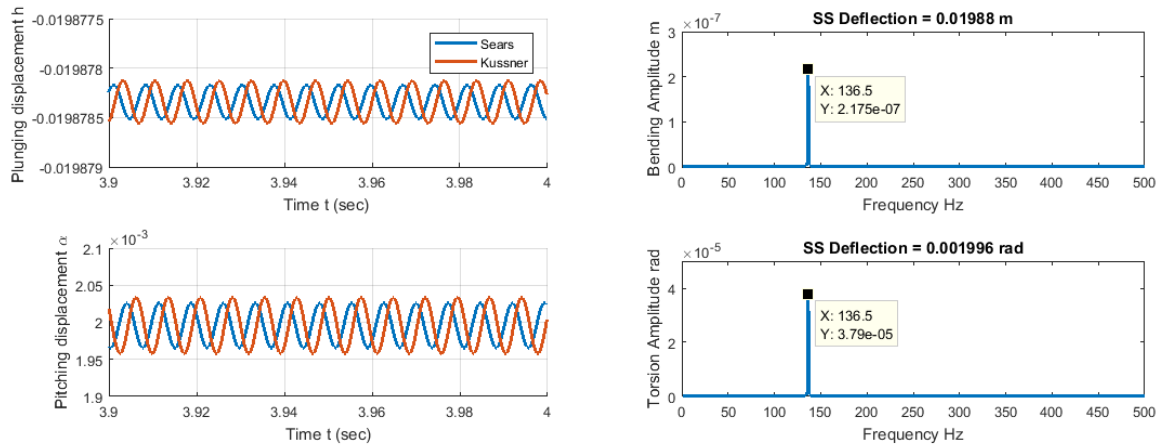 Plunging displacement h
-0.0198775
-0.019878
-0.0198785
-0.019879
Sears
Kussner
3.9 3.92 3.94 3.96 3.98 4
Time t (sec)
SS Deflection = 0.01988 m
Bending Amplitude m
×10⁻⁷
3
2
1
0
X: 136.5
Y: 2.175e-07
0 50 100 150 200 250 300 350 400 450 500
Frequency Hz
Pitching displacement α
×10⁻³
2.1
2.05
2
1.95
1.9
3.9 3.92 3.94 3.96 3.98 4
Time t (sec)
SS Deflection = 0.001996 rad
Torsion Amplitude rad
×10⁻⁵
4
2
0
X: 136.5
Y: 3.79e-05
0 50 100 150 200 250 300 350 400 450 500
Frequency Hz